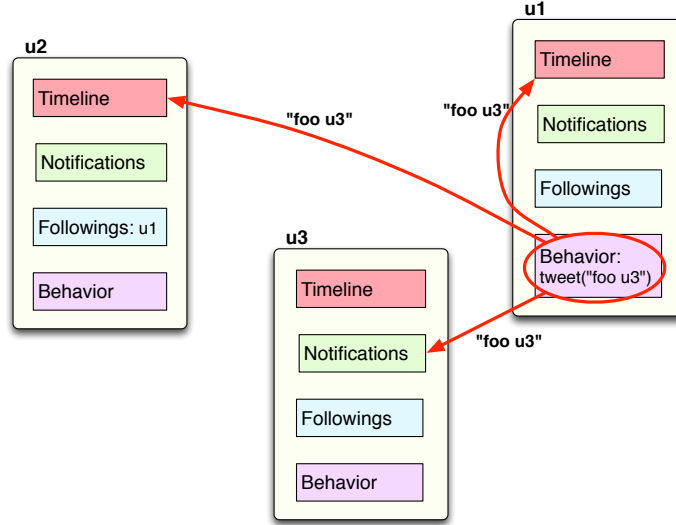 u2
Timeline
Notifications
Followings: u1
Behavior
"foo u3"
u1
Timeline
"foo u3"
Notifications
Followings
Behavior:
tweet("foo u3")
u3
Timeline
Notifications
"foo u3"
Followings
Behavior